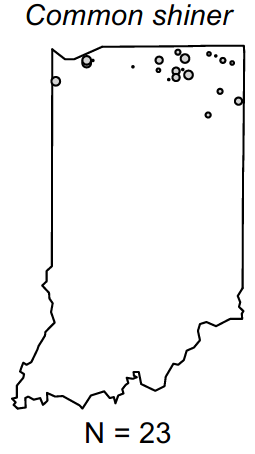 Common shiner
N = 23